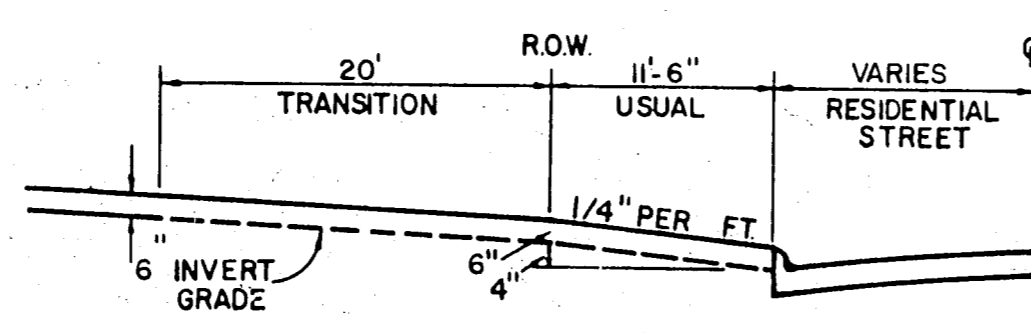 R.O.W.
℄
20'
TRANSITION
11'-6"
USUAL
VARIES
RESIDENTIAL
STREET
1/4" PER FT.
6"
INVERT
GRADE
6"
4"